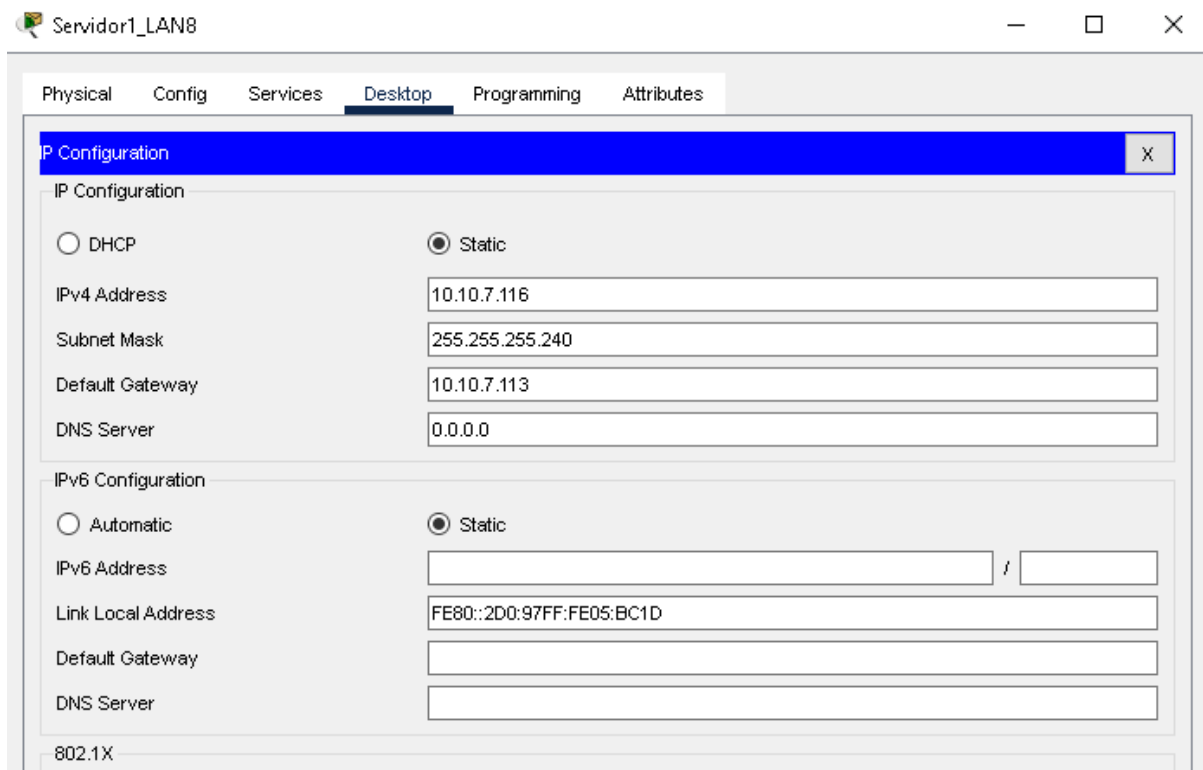 Servidor1_LAN8
Physical Config Services Desktop Programming Attributes
IP Configuration X
IP Configuration
DHCP Static
IPv4 Address 10.10.7.116
Subnet Mask 255.255.255.240
Default Gateway 10.10.7.113
DNS Server 0.0.0.0
IPv6 Configuration
Automatic Static
IPv6 Address /
Link Local Address FE80::2D0:97FF:FE05:BC1D
Default Gateway
DNS Server
802.1X